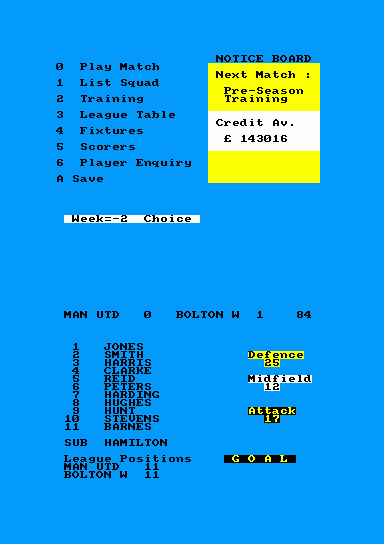 NOTICE BOARD
0 Play Match
1 List Squad
2 Training
3 League Table
4 Fixtures
5 Scorers
6 Player Enquiry
A Save
Next Match :
Pre-Season
Training
Credit Av.
£ 143016
Week=-2 Choice
MAN UTD 0 BOLTON W 1 84
1 JONES
2 SMITH
3 HARRIS
4 CLARKE
5 REID
6 PETERS
7 HARDING
8 HUGHES
9 HUNT
10 STEVENS
11 BARNES
SUB HAMILTON
Defence
25
Midfield
12
Attack
17
League Positions
MAN UTD 11
BOLTON W 11
G O A L